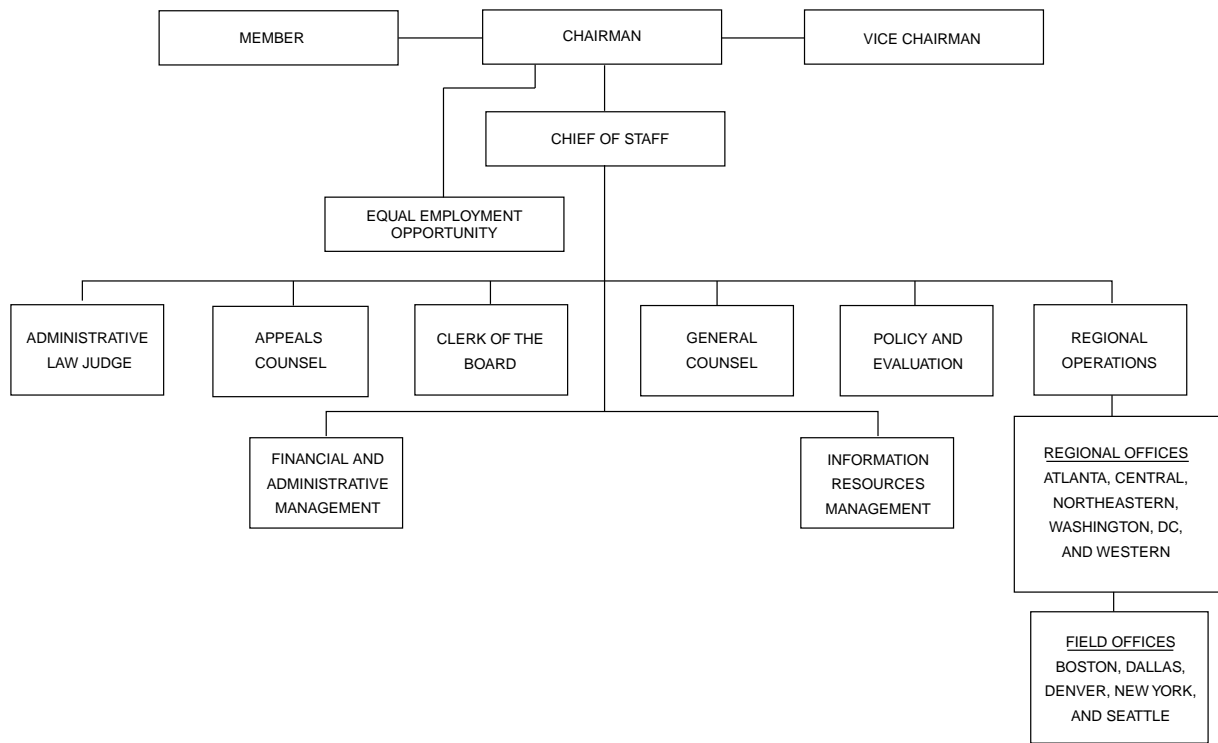 MEMBER
CHAIRMAN
VICE CHAIRMAN
CHIEF OF STAFF
EQUAL EMPLOYMENT
OPPORTUNITY
ADMINISTRATIVE
LAW JUDGE
APPEALS
COUNSEL
CLERK OF THE
BOARD
GENERAL
COUNSEL
POLICY AND
EVALUATION
REGIONAL
OPERATIONS
FINANCIAL AND
ADMINISTRATIVE
MANAGEMENT
INFORMATION
RESOURCES
MANAGEMENT
REGIONAL OFFICES
ATLANTA, CENTRAL,
NORTHEASTERN,
WASHINGTON, DC,
AND WESTERN
FIELD OFFICES
BOSTON, DALLAS,
DENVER, NEW YORK,
AND SEATTLE